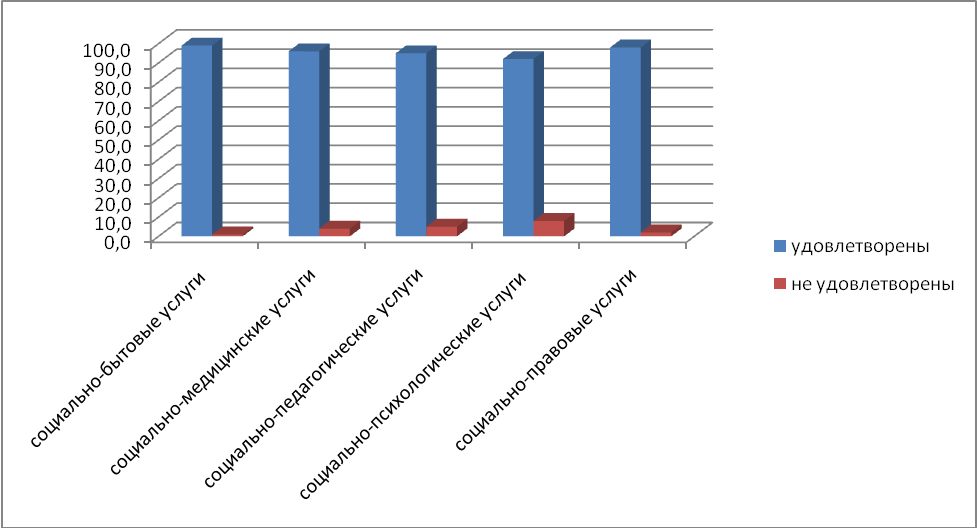 100,0
90,0
80,0
70,0
60,0
50,0
40,0
30,0
20,0
10,0
0,0
социально-бытовые услуги
социально-медицинские услуги
социально-педагогические услуги
социально-психологические услуги
социально-правовые услуги
удовлетворены
не удовлетворены